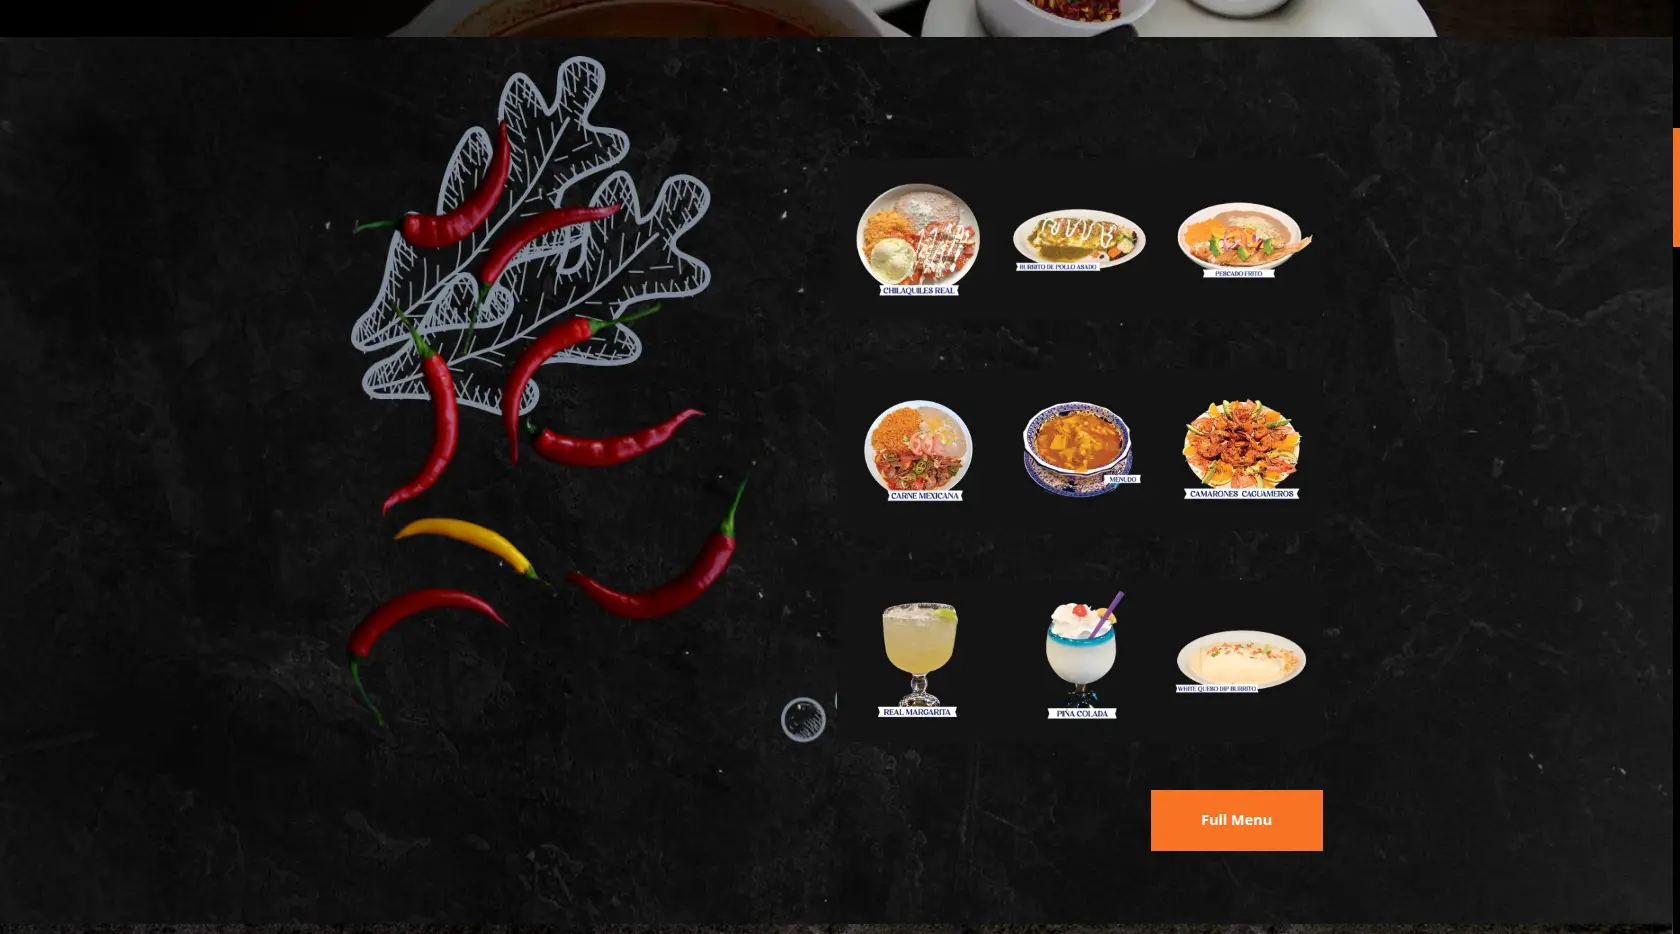 CHILAQUILES REAL
BURRITO DE POLLO ASADO
PESCADO FRITO
CARNE MEXICANA
MENUDO
CAMARONES CAGUAMEROS
REAL MARGARITA
PIÑA COLADA
WHITE QUESO DIP BURRITO
Full Menu